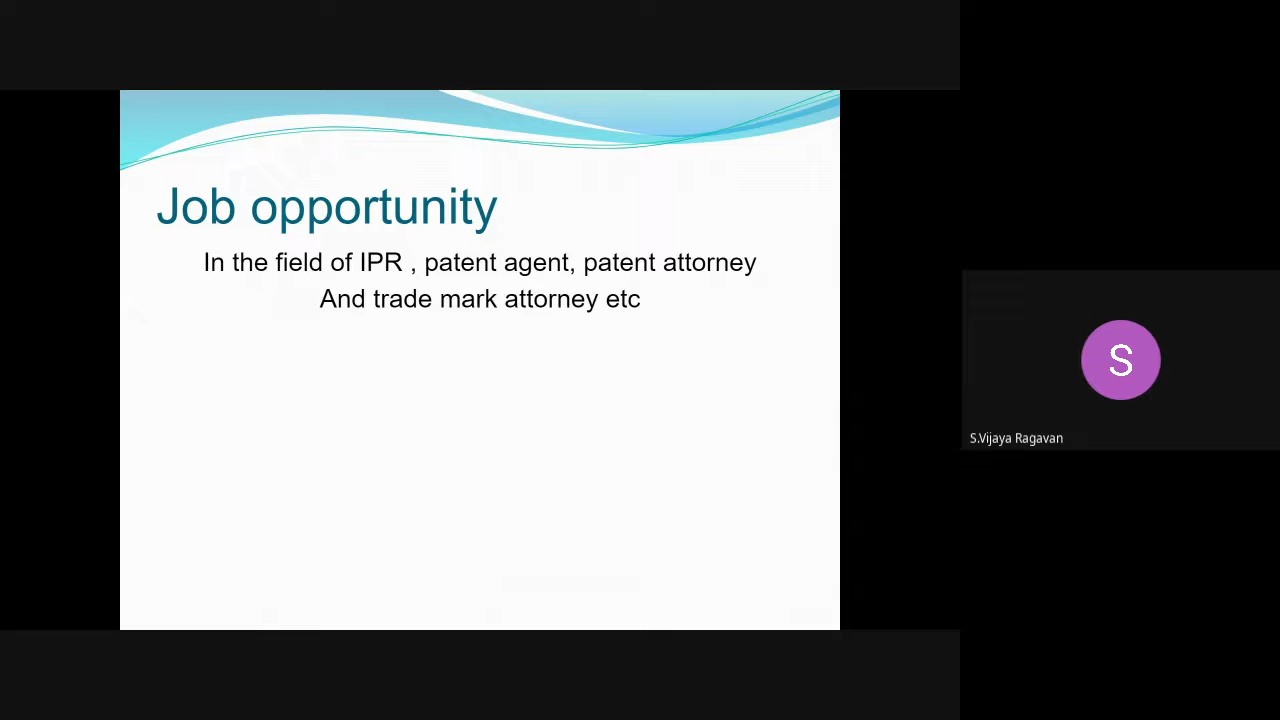 Job opportunity
In the field of IPR , patent agent, patent attorney
And trade mark attorney etc
S
S.Vijaya Ragavan